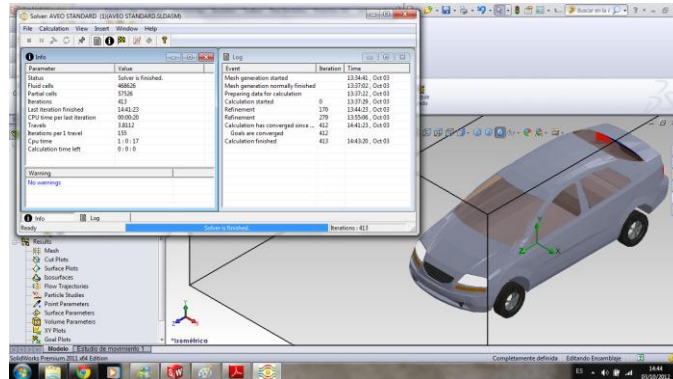 Solver: AVEO STANDARD (1)(AVEO STANDARD.SLDASM)
File Calculation View Insert Window Help
Info
Parameter Value
Status Solver is finished.
Fluid cells 468626
Partial cells 57526
Iterations 413
Last iteration finished 14:41:23
CPU time per last iteration 00:00:20
Travels 3.8112
Iterations per 1 travel 155
Cpu time 1 : 0 : 17
Calculation time left 0 : 0 : 0
Warning
No warnings
Log
Event Iteration Time
Mesh generation started 13:34:41 , Oct 03
Mesh generation normally finished 13:37:02 , Oct 03
Preparing data for calculation 13:37:22 , Oct 03
Calculation started 0 13:37:29 , Oct 03
Refinement 13:44:23 , Oct 03
Refinement 279 13:55:06 , Oct 03
Calculation has converged since ... 412 14:41:23 , Oct 03
Goals are converged 412
Calculation finished 413 14:43:20 , Oct 03
Info Log
Ready Solver is finished. Iterations : 413
Results
Mesh
Cut Plots
Surface Plots
Isosurfaces
Flow Trajectories
Particle Studies
Point Parameters
Surface Parameters
Volume Parameters
XY Plots
Goal Plots
*Isométrica
Modelo Estudio de movimiento 1
SolidWorks Premium 2011 x64 Edition Completamente definida Editando Ensamblaje
ES 14:44
03/10/2012